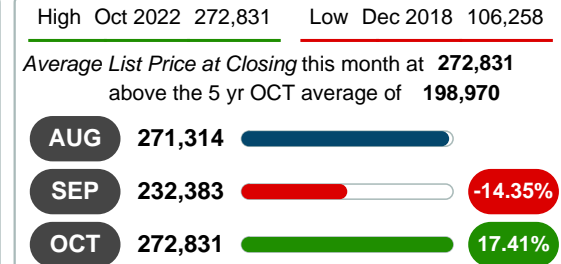 High Oct 2022 272,831 Low Dec 2018 106,258
Average List Price at Closing this month at 272,831
above the 5 yr OCT average of 198,970
AUG 271,314
SEP 232,383 -14.35%
OCT 272,831 17.41%